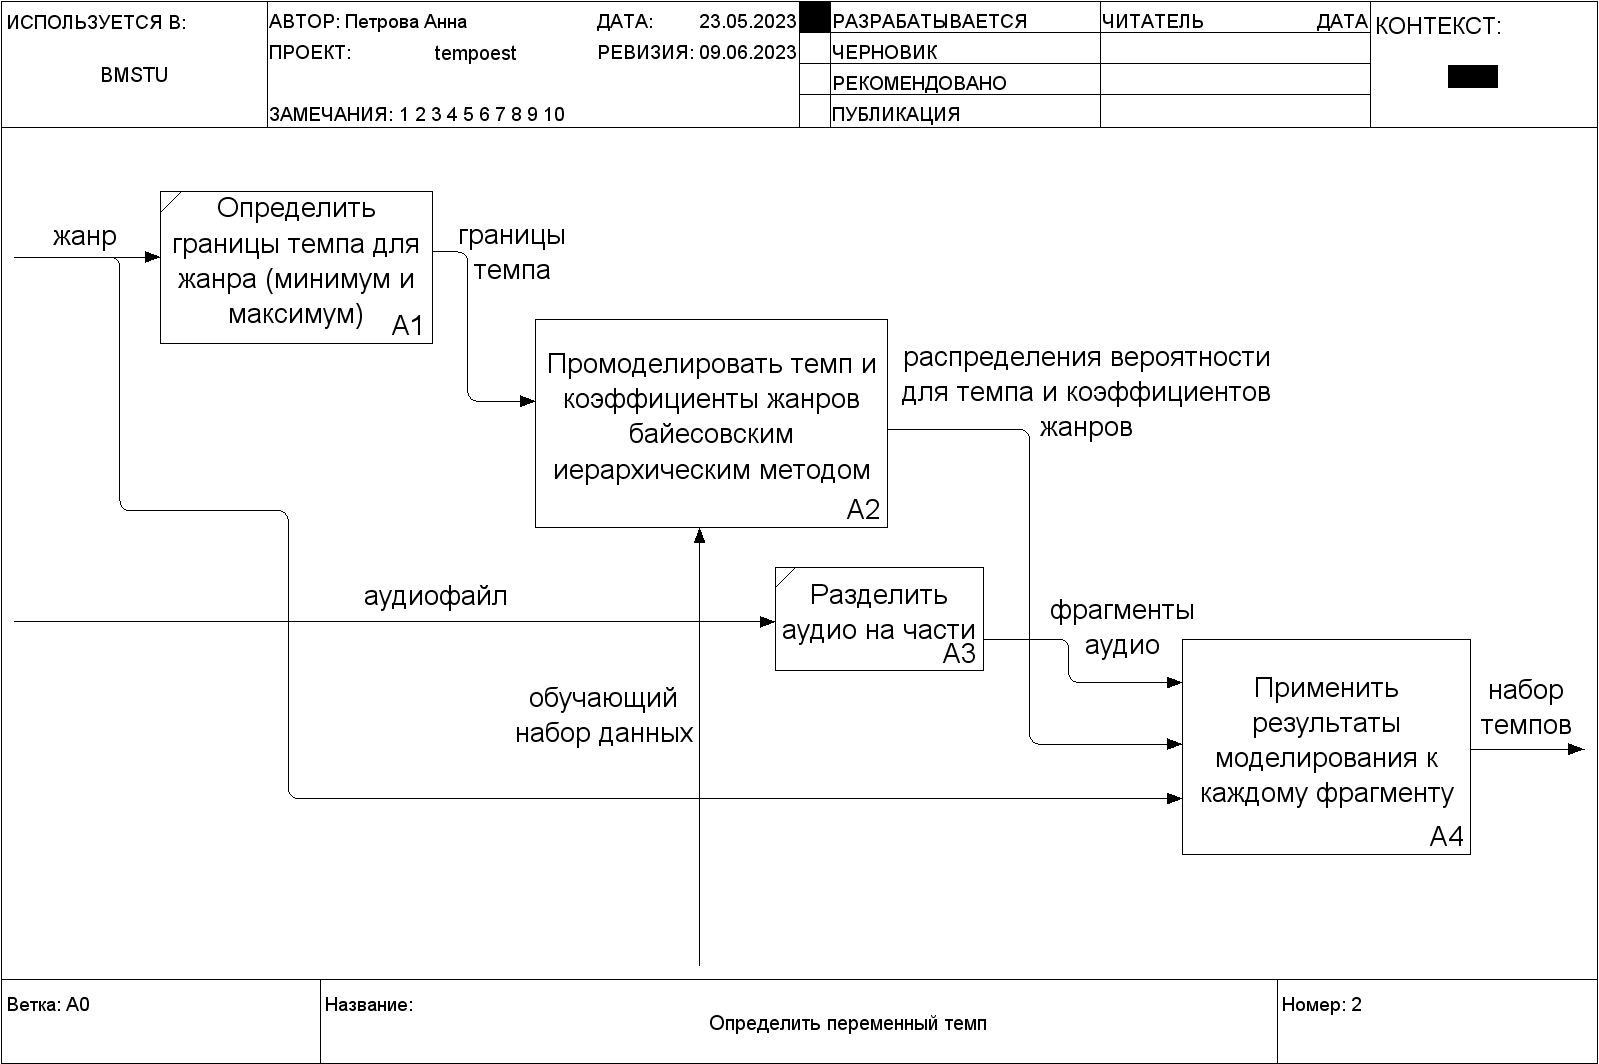 ИСПОЛЬЗУЕТСЯ В:
BMSTU
АВТОР: Петрова Анна
ДАТА: 23.05.2023
ПРОЕКТ: tempoest
РЕВИЗИЯ: 09.06.2023
ЗАМЕЧАНИЯ: 1 2 3 4 5 6 7 8 9 10
РАЗРАБАТЫВАЕТСЯ
ЧЕРНОВИК
РЕКОМЕНДОВАНО
ПУБЛИКАЦИЯ
ЧИТАТЕЛЬ
ДАТА
КОНТЕКСТ:
жанр
Определить
границы темпа для
жанра (минимум и
максимум)
A1
границы
темпа
Промоделировать темп и
коэффициенты жанров
байесовским
иерархическим методом
A2
распределения вероятности
для темпа и коэффициентов
жанров
аудиофайл
Разделить
аудио на части
A3
фрагменты
аудио
обучающий
набор данных
Применить
результаты
моделирования к
каждому фрагменту
A4
набор
темпов
Ветка: A0
Название:
Определить переменный темп
Номер: 2